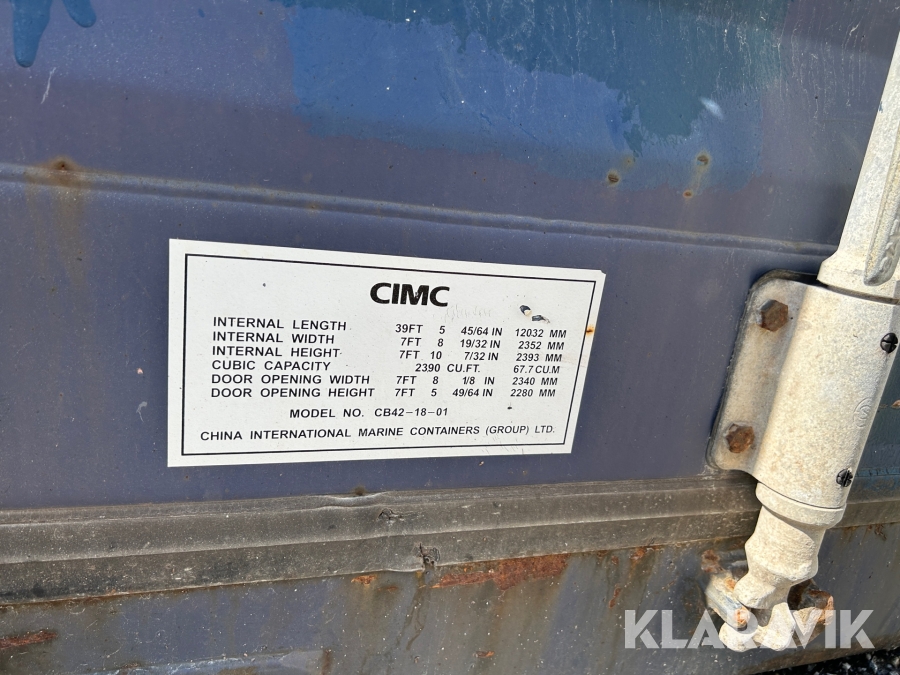 CIMC
INTERNAL LENGTH 39FT 5 45/64 IN 12032 MM
INTERNAL WIDTH 7FT 8 19/32 IN 2352 MM
INTERNAL HEIGHT 7FT 10 7/32 IN 2393 MM
CUBIC CAPACITY 2390 CU.FT. 67.7 CU.M
DOOR OPENING WIDTH 7FT 8 1/8 IN 2340 MM
DOOR OPENING HEIGHT 7FT 5 49/64 IN 2280 MM
MODEL NO. CB42-18-01
CHINA INTERNATIONAL MARINE CONTAINERS (GROUP) LTD.
KLARAVIK